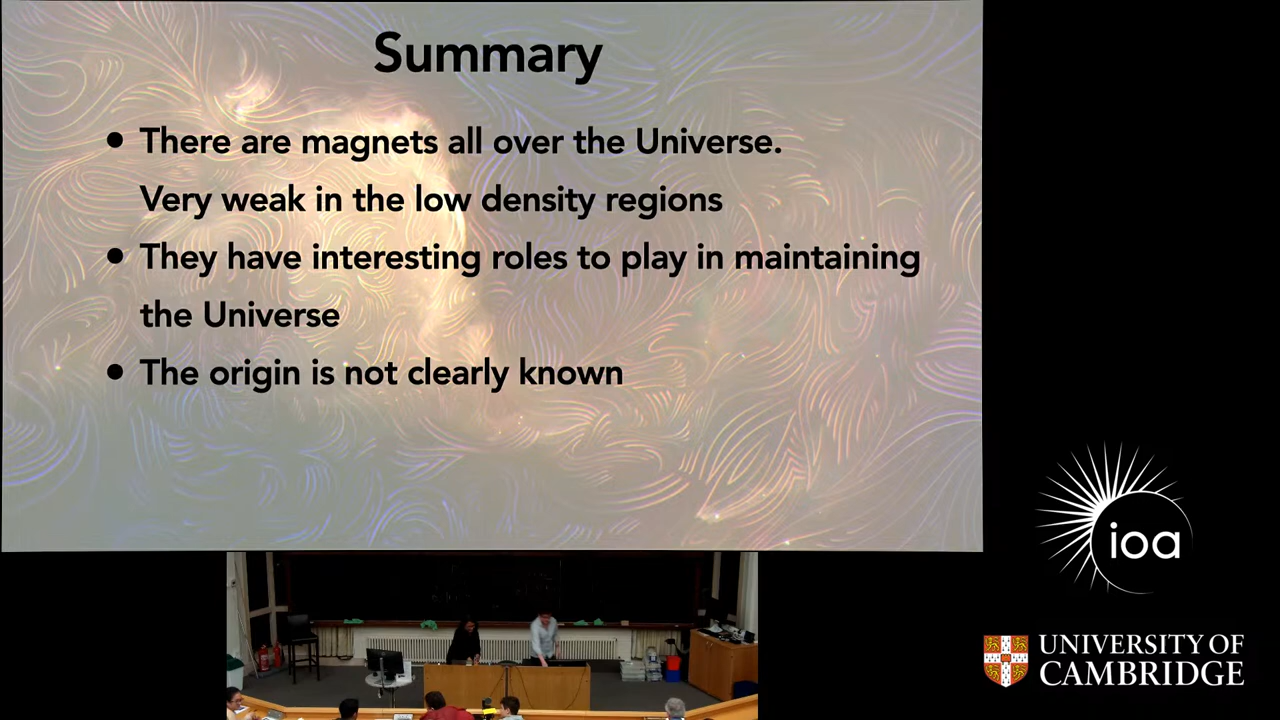 Summary
• There are magnets all over the Universe.
Very weak in the low density regions
• They have interesting roles to play in maintaining
the Universe
• The origin is not clearly known
ioa
UNIVERSITY OF
CAMBRIDGE